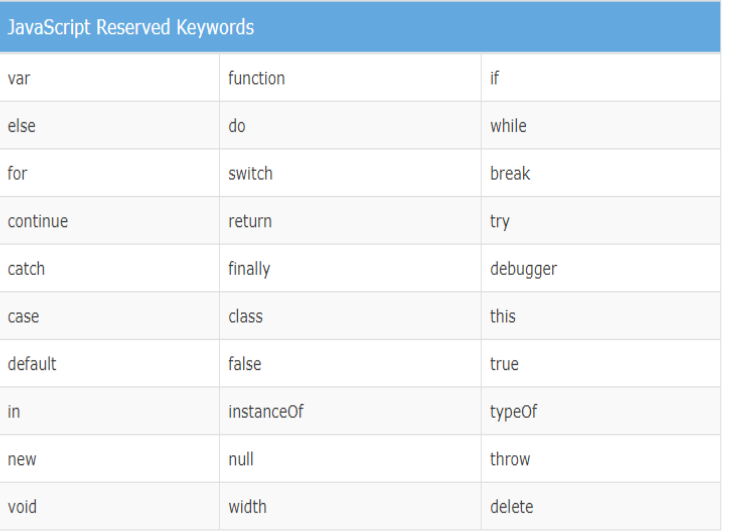 JavaScript Reserved Keywords
var function if
else do while
for switch break
continue return try
catch finally debugger
case class this
default false true
in instanceOf typeOf
new null throw
void width delete